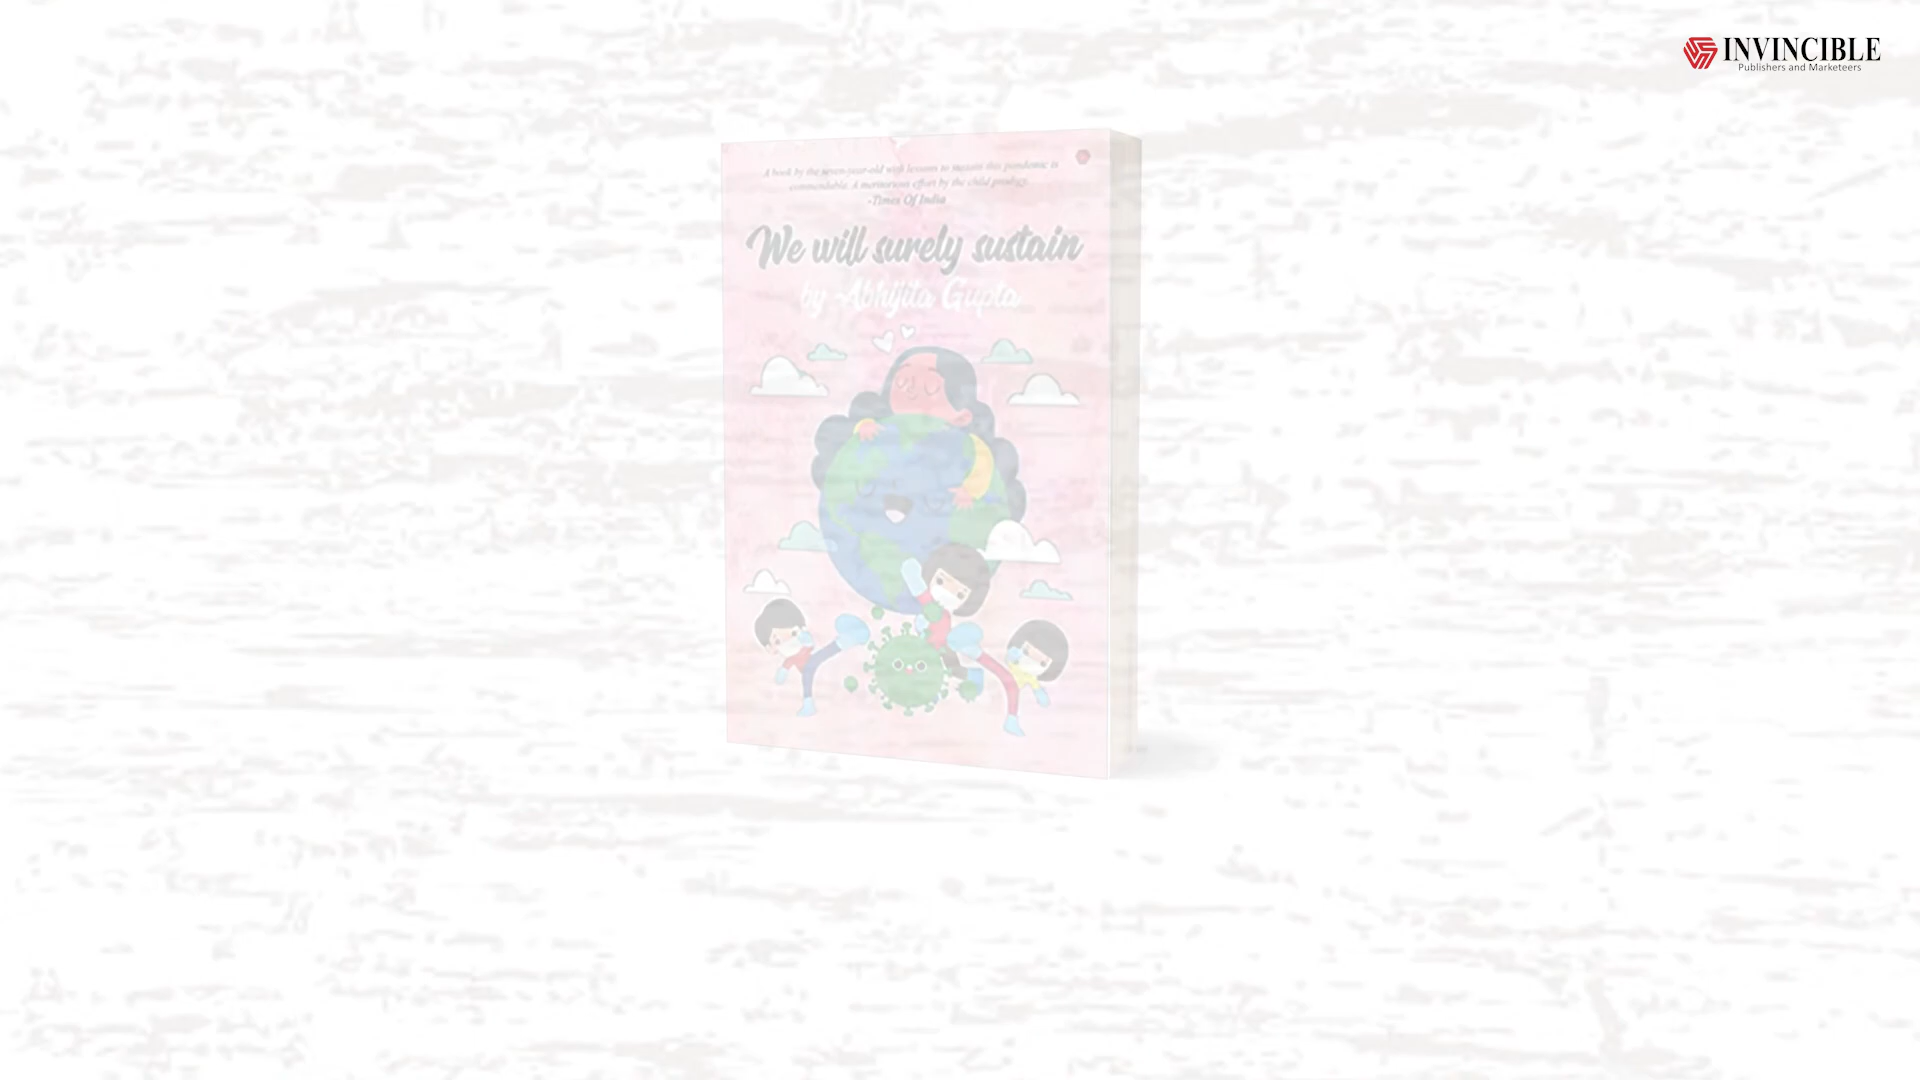 INVINCIBLE
Publishers and Marketeers
A book by the seven-year-old with lessons to sustain this pandemic is
commendable. A meritorious effort by the child prodigy.
-Times Of India
We will surely sustain
by -Abhijita Gupta